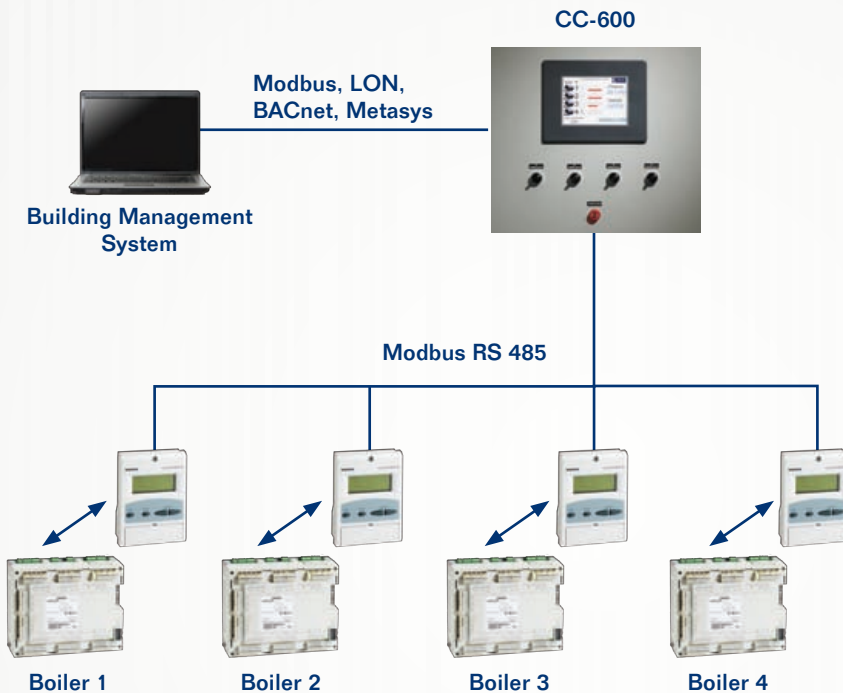 CC-600
Modbus, LON,
BACnet, Metasys
Building Management
System
Modbus RS 485
Boiler 1
Boiler 2
Boiler 3
Boiler 4